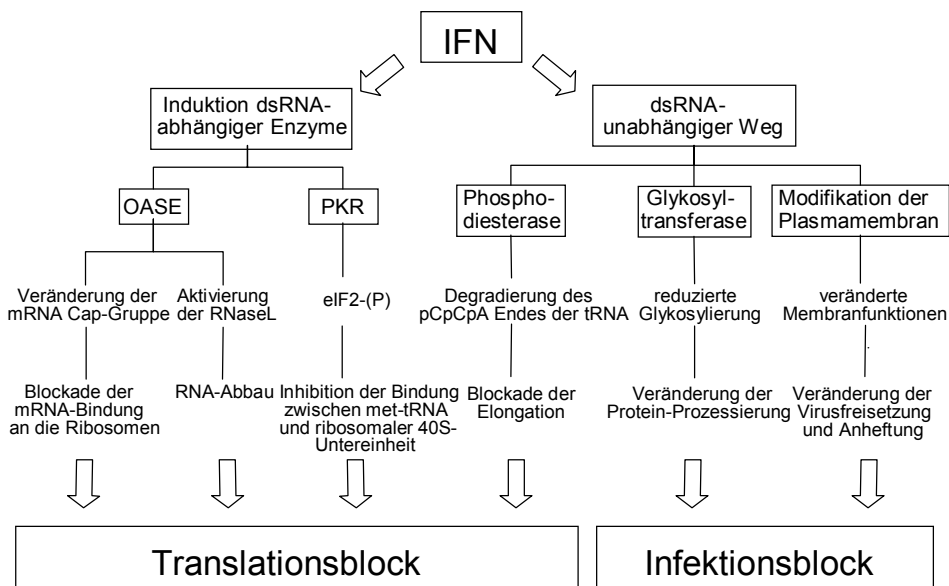 IFN
Induktion dsRNA-
abhängiger Enzyme
dsRNA-
unabhängiger Weg
OASE
PKR
Phospho-
diesterase
Glykosyl-
transferase
Modifikation der
Plasmamembran
Veränderung der
mRNA Cap-Gruppe
Aktivierung
der RNaseL
eIF2-(P)
Degradierung des
pCpCpA Endes der tRNA
reduzierte
Glykosylierung
veränderte
Membranfunktionen
Blockade der
mRNA-Bindung
an die Ribosomen
RNA-Abbau
Inhibition der Bindung
zwischen met-tRNA
und ribosomaler 40S-
Untereinheit
Blockade der
Elongation
Veränderung der
Protein-Prozessierung
Veränderung der
Virusfreisetzung
und Anheftung
Translationsblock
Infektionsblock